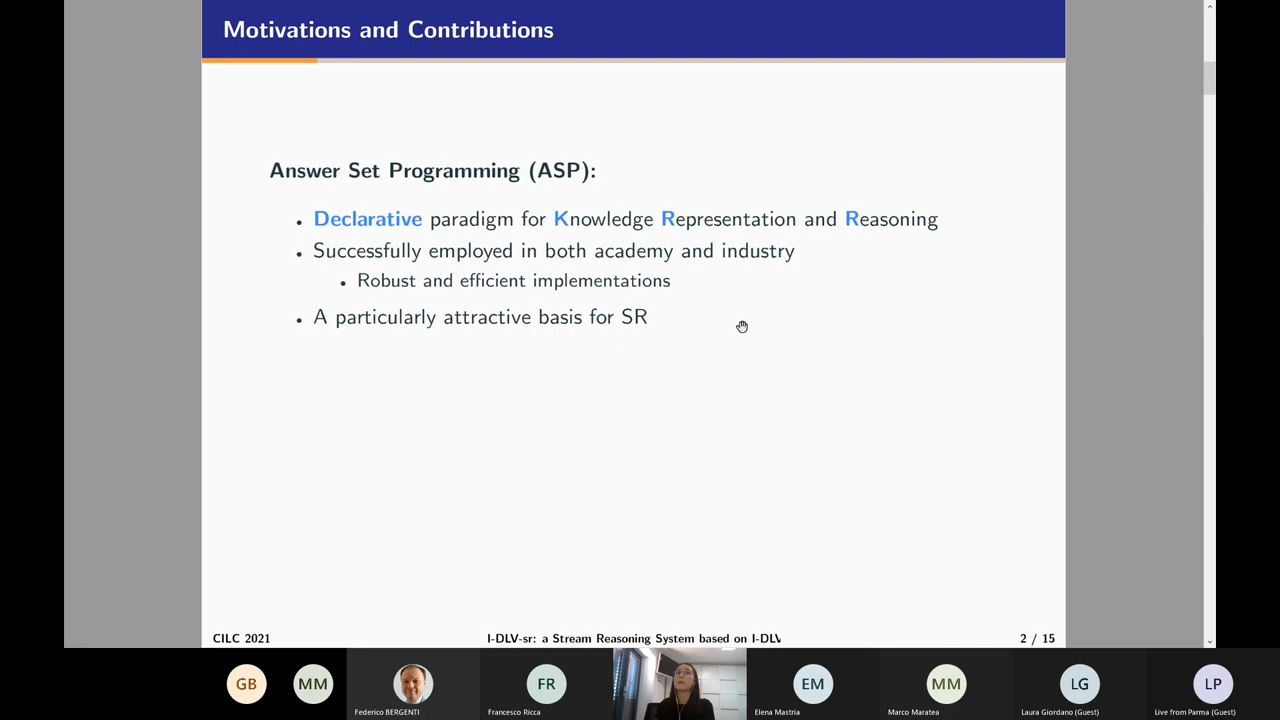 Motivations and Contributions
Answer Set Programming (ASP):
• Declarative paradigm for Knowledge Representation and Reasoning
• Successfully employed in both academy and industry
• Robust and efficient implementations
• A particularly attractive basis for SR
CILC 2021 I-DLV-sr: a Stream Reasoning System based on I-DLV 2 / 15
GB MM FR EM MM LG LP
Federico BERGENTI Francesco Ricca Elena Mastria Marco Maratea Laura Giordano (Guest) Live from Parma (Guest)